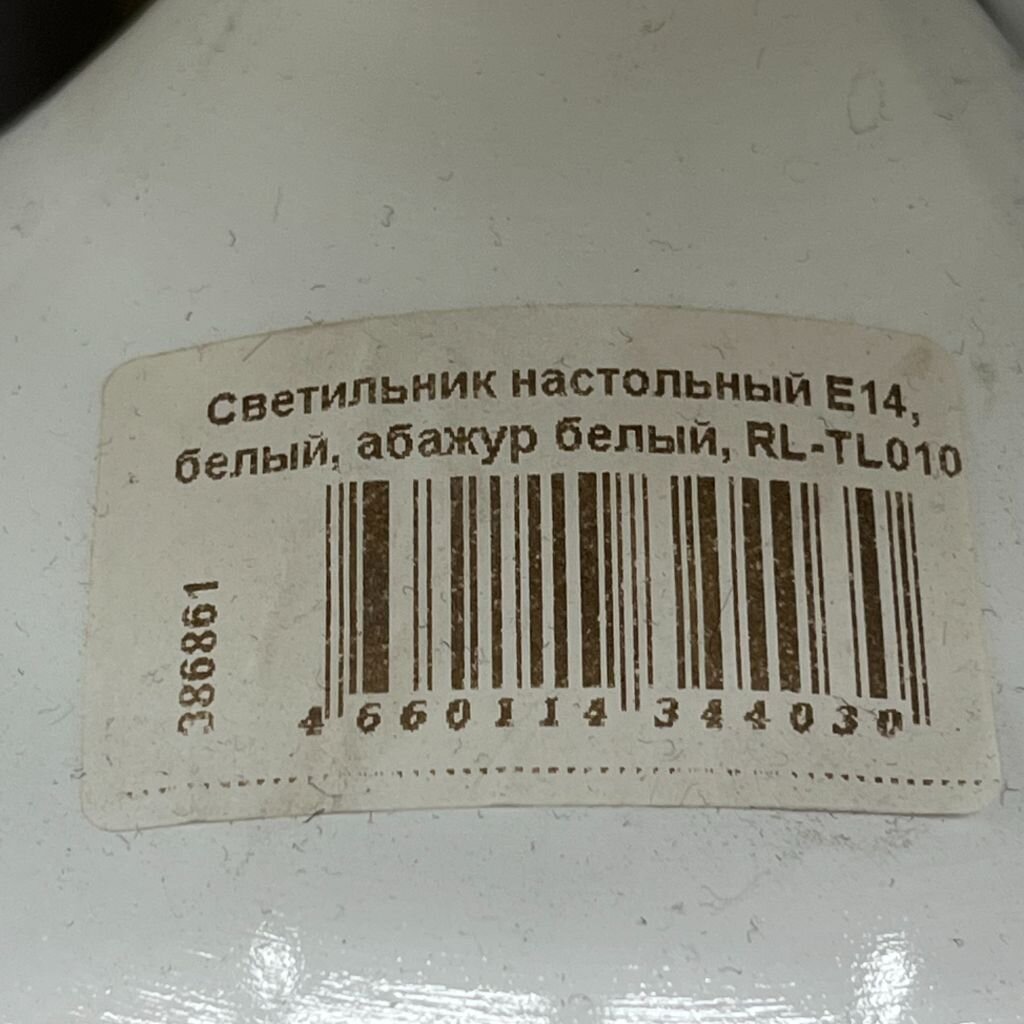 Светильник настольный E14,
белый, абажур белый, RL-TL010
386861
4 660114 344030